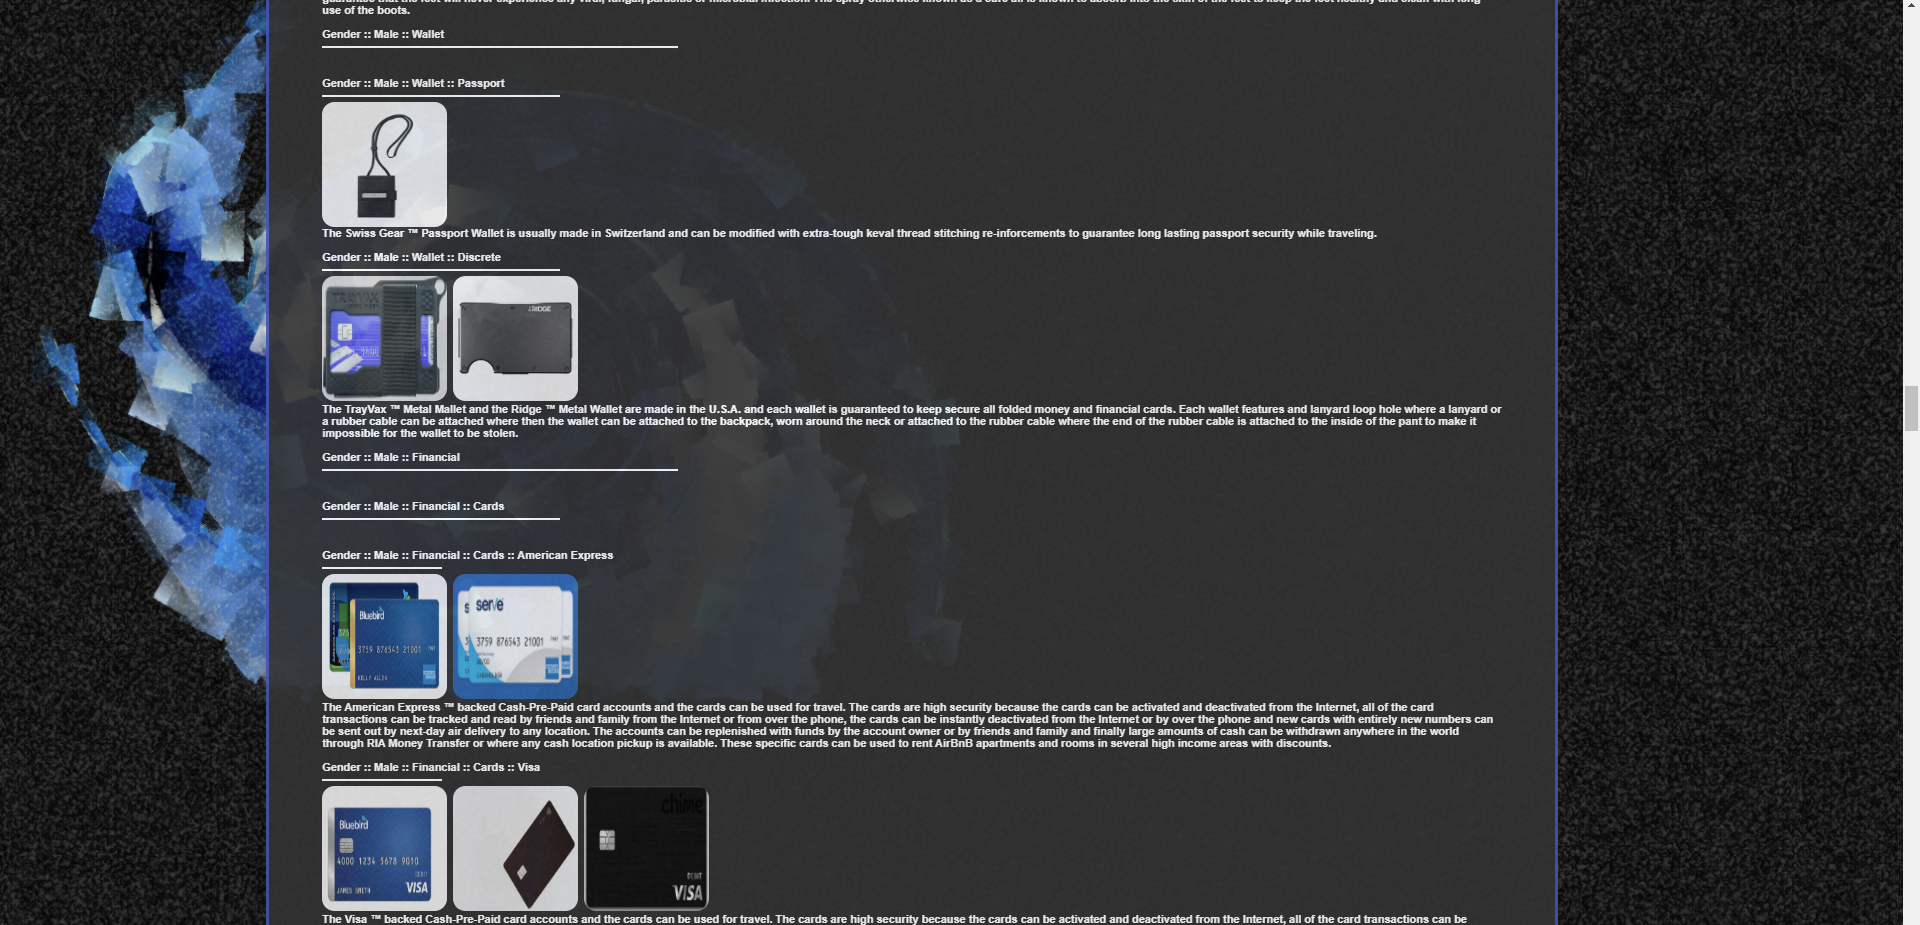 use of the boots.
Gender :: Male :: Wallet
Gender :: Male :: Wallet :: Passport
The Swiss Gear ™ Passport Wallet is usually made in Switzerland and can be modified with extra-tough keval thread stitching re-inforcements to guarantee long lasting passport security while traveling.
Gender :: Male :: Wallet :: Discrete
TRAYVAX
RIDGE
The TrayVax ™ Metal Mallet and the Ridge ™ Metal Wallet are made in the U.S.A. and each wallet is guaranteed to keep secure all folded money and financial cards. Each wallet features and lanyard loop hole where a lanyard or
a rubber cable can be attached where then the wallet can be attached to the backpack, worn around the neck or attached to the rubber cable where the end of the rubber cable is attached to the inside of the pant to make it
impossible for the wallet to be stolen.
Gender :: Male :: Financial
Gender :: Male :: Financial :: Cards
Gender :: Male :: Financial :: Cards :: American Express
Bluebird
3759 876543 21001
KELLY ALLEN
serve
3759 876543 21001
The American Express ™ backed Cash-Pre-Paid card accounts and the cards can be used for travel. The cards are high security because the cards can be activated and deactivated from the Internet, all of the card
transactions can be tracked and read by friends and family from the Internet or from over the phone, the cards can be instantly deactivated from the Internet or by over the phone and new cards with entirely new numbers can
be sent out by next-day air delivery to any location. The accounts can be replenished with funds by the account owner or by friends and family and finally large amounts of cash can be withdrawn anywhere in the world
through RIA Money Transfer or where any cash location pickup is available. These specific cards can be used to rent AirBnB apartments and rooms in several high income areas with discounts.
Gender :: Male :: Financial :: Cards :: Visa
Bluebird
4000 1234 5678 9010
DEBIT
JAMES SMITH
VISA
chime
DEBIT
VISA
The Visa ™ backed Cash-Pre-Paid card accounts and the cards can be used for travel. The cards are high security because the cards can be activated and deactivated from the Internet, all of the card transactions can be